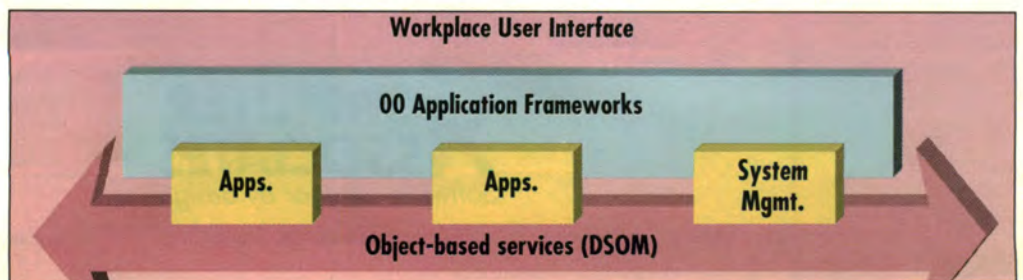 Workplace User Interface
OO Application Frameworks
Apps.
Apps.
System
Mgmt.
Object-based services (DSOM)